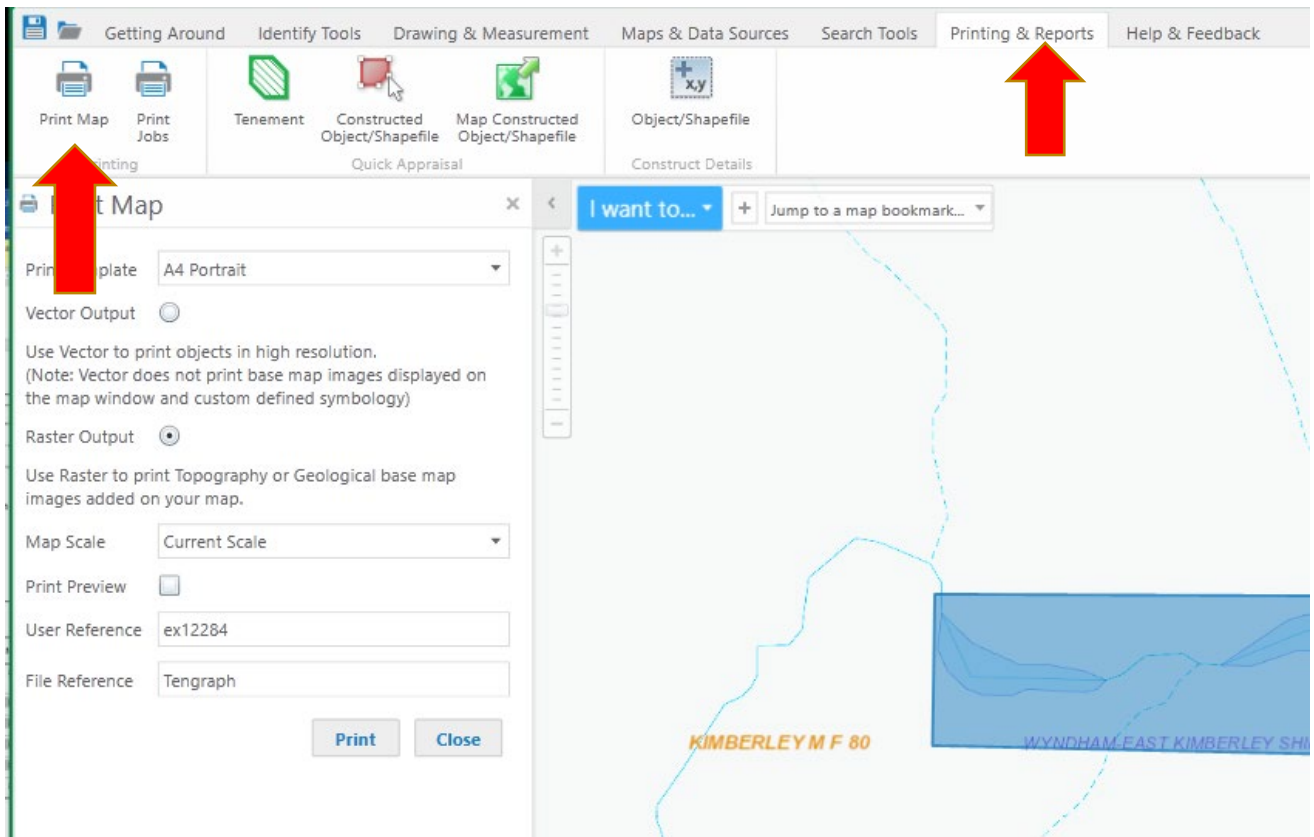 Getting Around Identify Tools Drawing & Measurement Maps & Data Sources Search Tools Printing & Reports Help & Feedback
Print Map
Print
Jobs
Tenement
Constructed
Object/Shapefile
Map Constructed
Object/Shapefile
x,y
Object/Shapefile
Quick Appraisal
Construct Details
Map
I want to...
Jump to a map bookmark...
A4 Portrait
Vector Output
Use Vector to print objects in high resolution.
(Note: Vector does not print base map images displayed on
the map window and custom defined symbology)
Raster Output
Use Raster to print Topography or Geological base map
images added on your map.
Map Scale Current Scale
Print Preview
User Reference ex12284
File Reference Tengraph
Print Close
KIMBERLEY M F 80
WYNDHAM-EAST KIMBERLEY